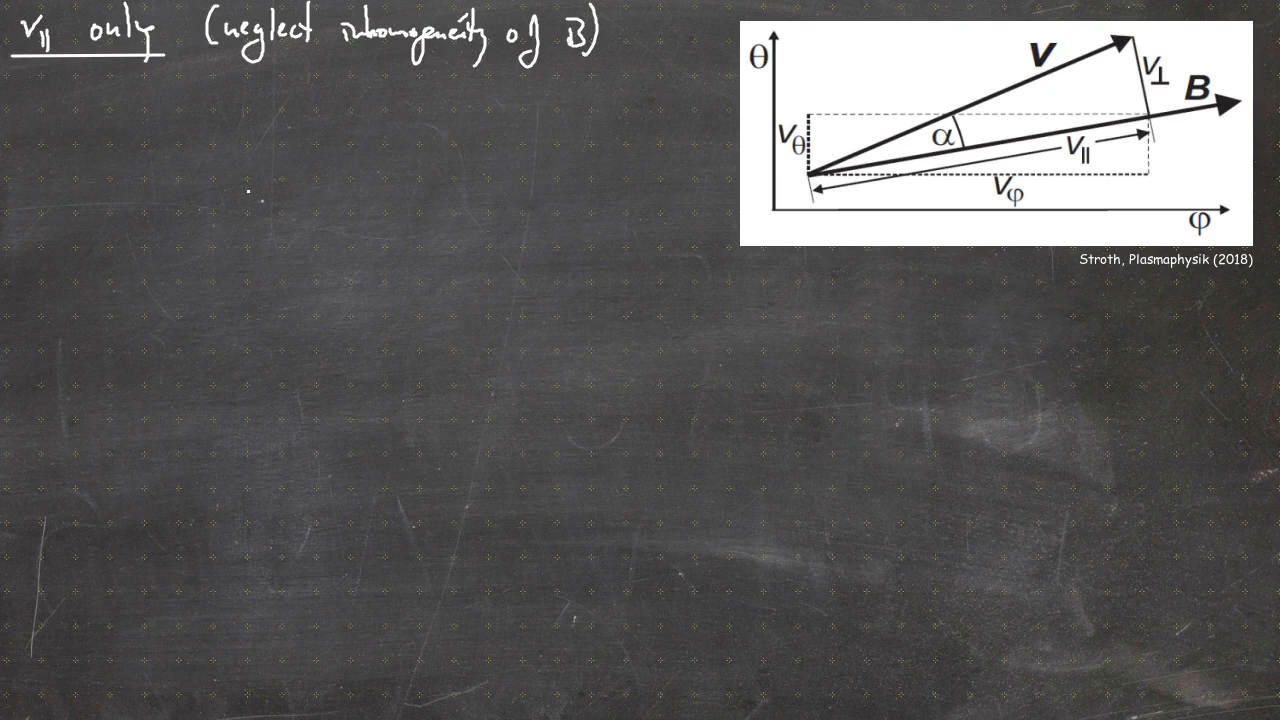 v∥ only (neglect inhomogeneity of B)
θ
V
V⊥
B
Vθ
α
V∥
Vφ
φ
Stroth, Plasmaphysik (2018)